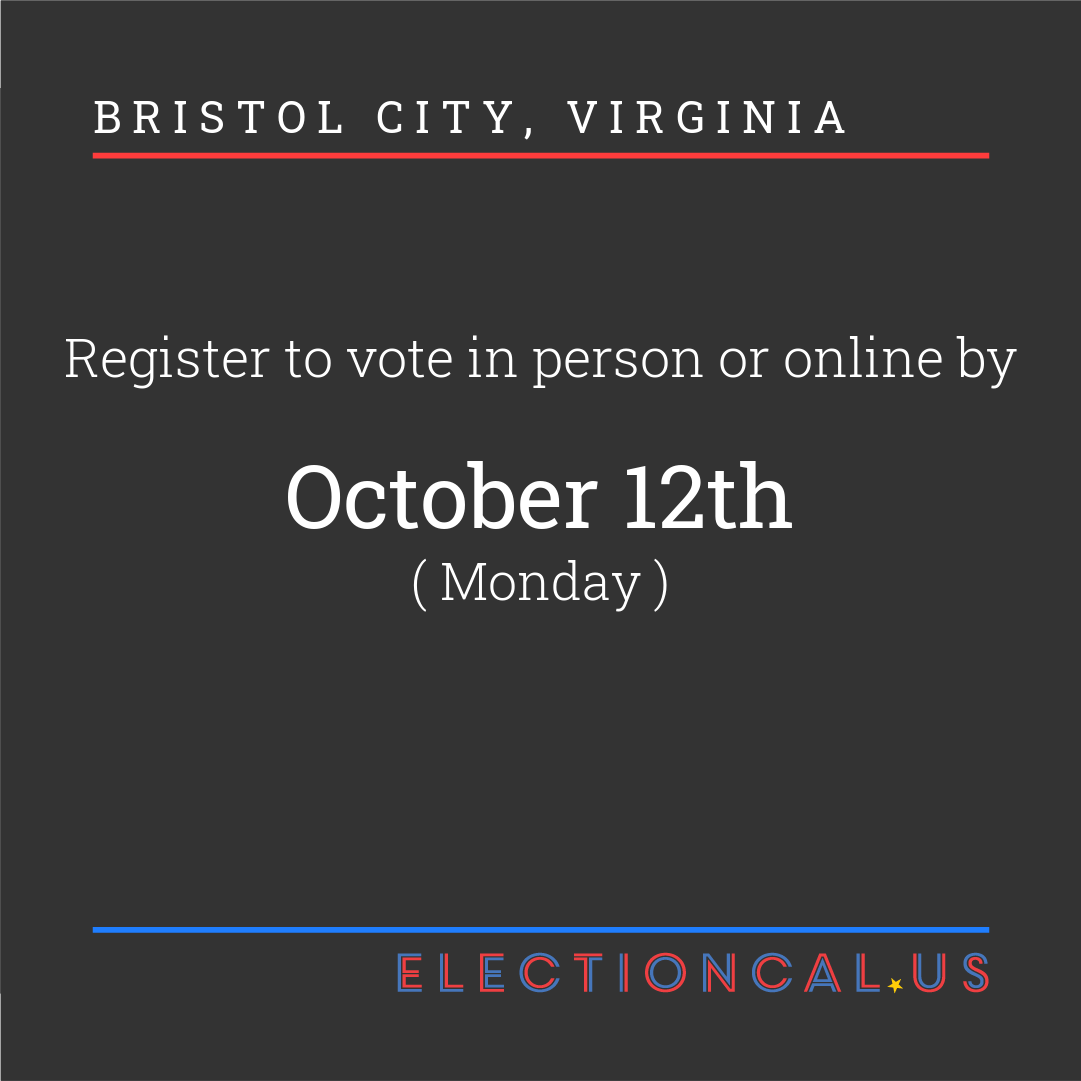 BRISTOL CITY, VIRGINIA
Register to vote in person or online by
October 12th
( Monday )
ELECTIONCAL.US